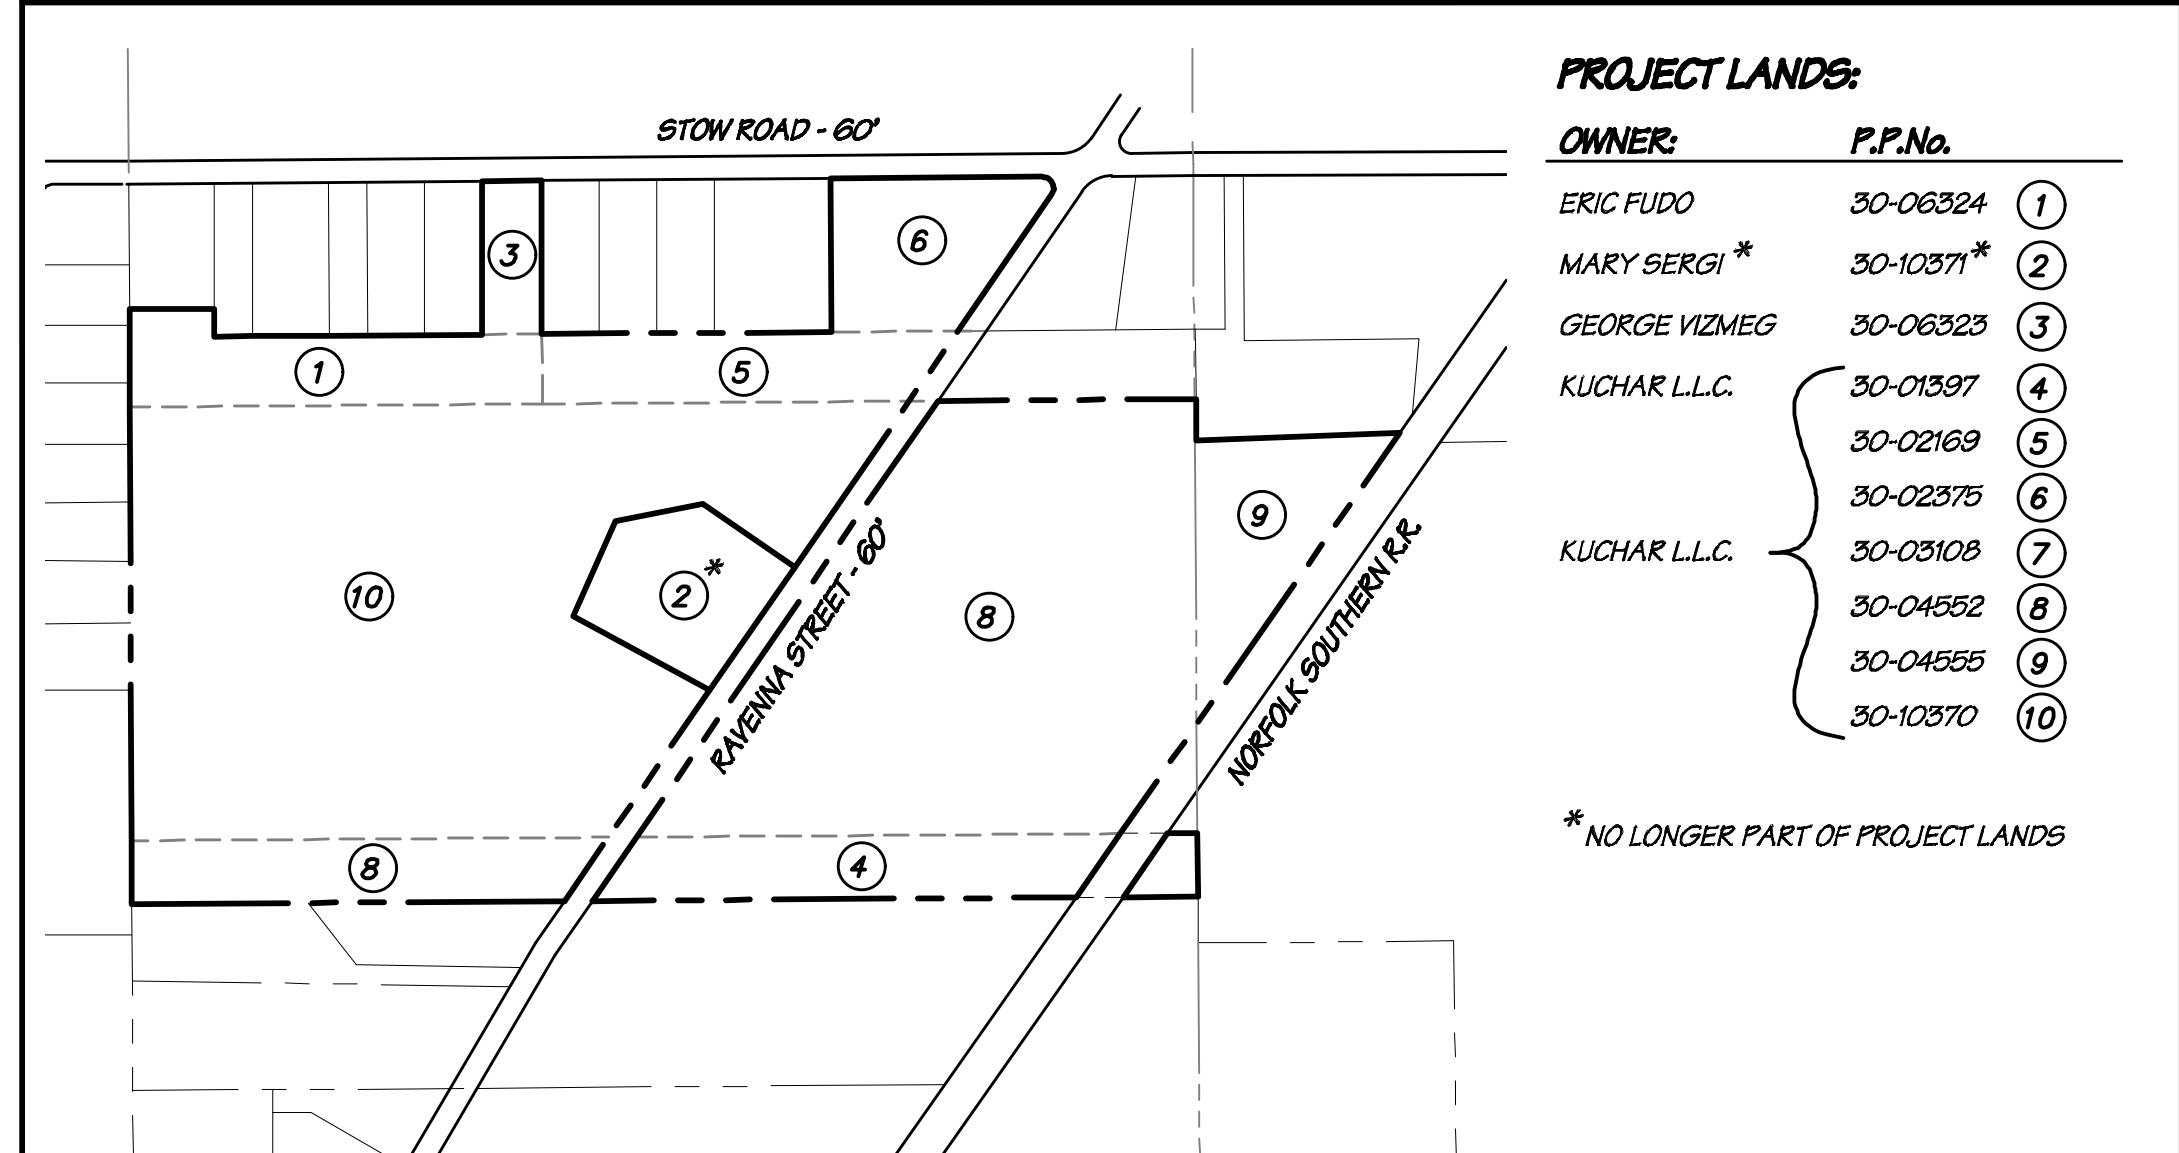 STOW ROAD - 60'
3
6
1
5
9
10
2*
8
RAVENNA STREET - 60'
NORFOLK SOUTHERN R.R.
8
4
PROJECT LANDS:
OWNER: P.P.No.
ERIC FUDO 30-06324 1
MARY SERGI * 30-10371* 2
GEORGE VIZMEG 30-06323 3
KUCHAR L.L.C. 30-01397 4
30-02169 5
30-02375 6
KUCHAR L.L.C. 30-03108 7
30-04552 8
30-04555 9
30-10370 10
* NO LONGER PART OF PROJECT LANDS